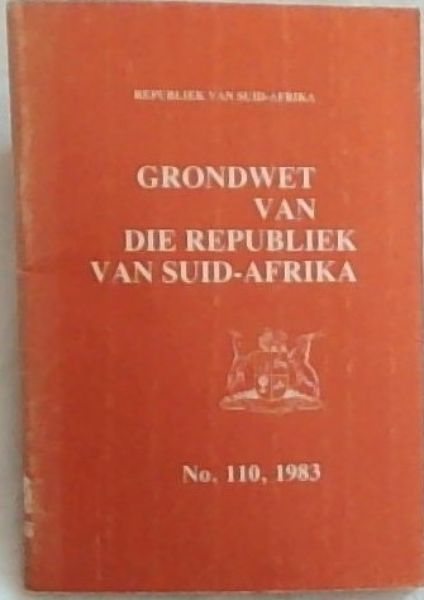 REPUBLIEK VAN SUID-AFRIKA
GRONDWET
VAN
DIE REPUBLIEK
VAN SUID-AFRIKA
No. 110, 1983